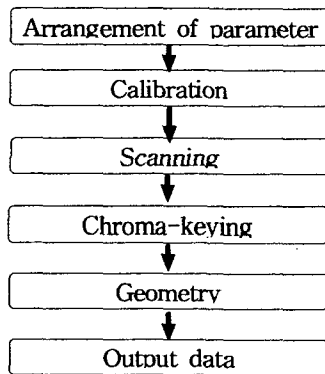 Arrangement of parameter
Calibration
Scanning
Chroma-keying
Geometry
Output data